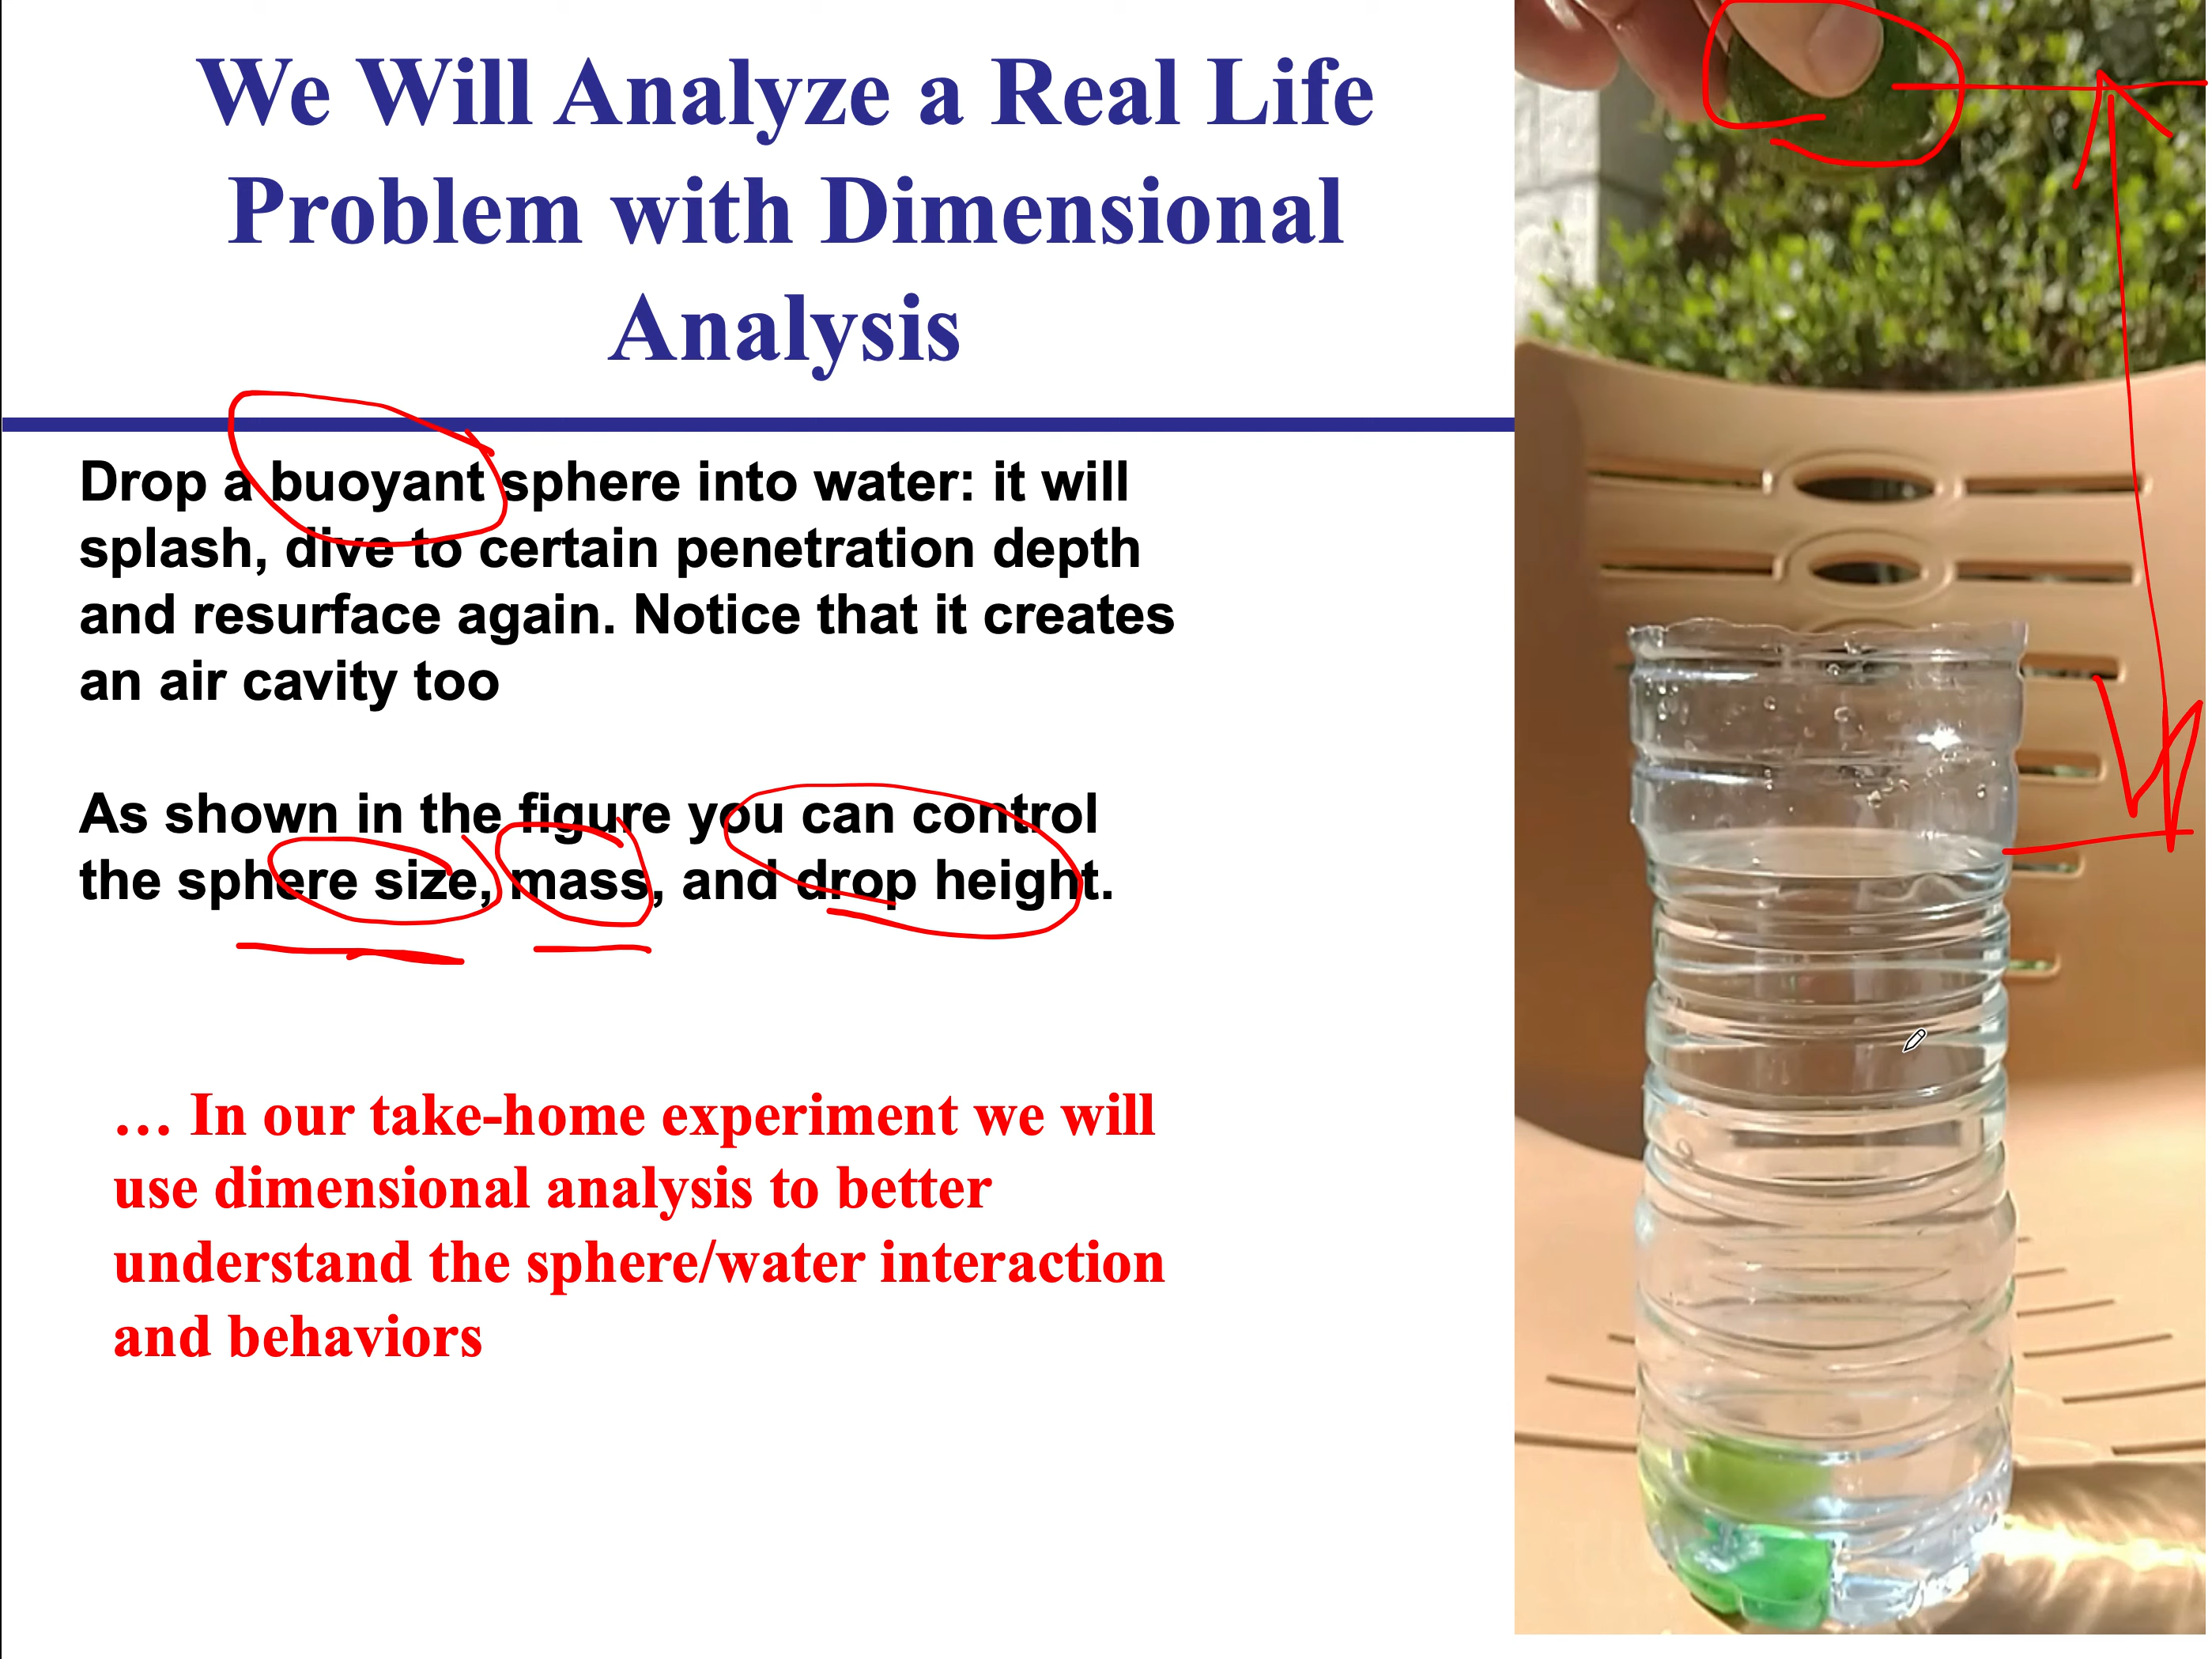 We Will Analyze a Real Life
Problem with Dimensional
Analysis
Drop a buoyant sphere into water: it will
splash, dive to certain penetration depth
and resurface again. Notice that it creates
an air cavity too
As shown in the figure you can control
the sphere size, mass, and drop height.
… In our take-home experiment we will
use dimensional analysis to better
understand the sphere/water interaction
and behaviors